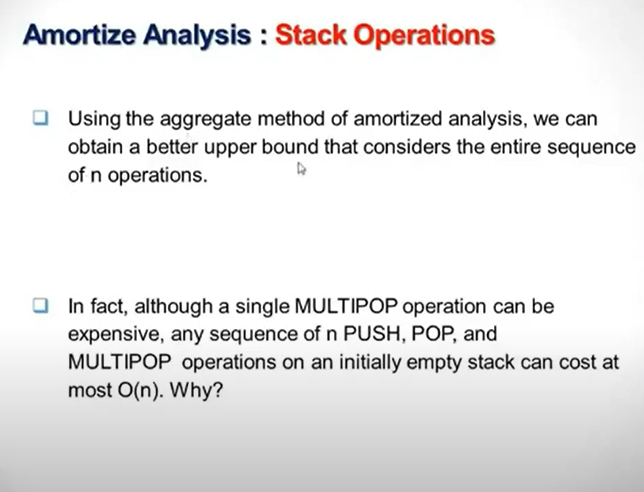 Amortize Analysis : Stack Operations
Using the aggregate method of amortized analysis, we can
obtain a better upper bound that considers the entire sequence
of n operations.
In fact, although a single MULTIPOP operation can be
expensive, any sequence of n PUSH, POP, and
MULTIPOP operations on an initially empty stack can cost at
most O(n). Why?